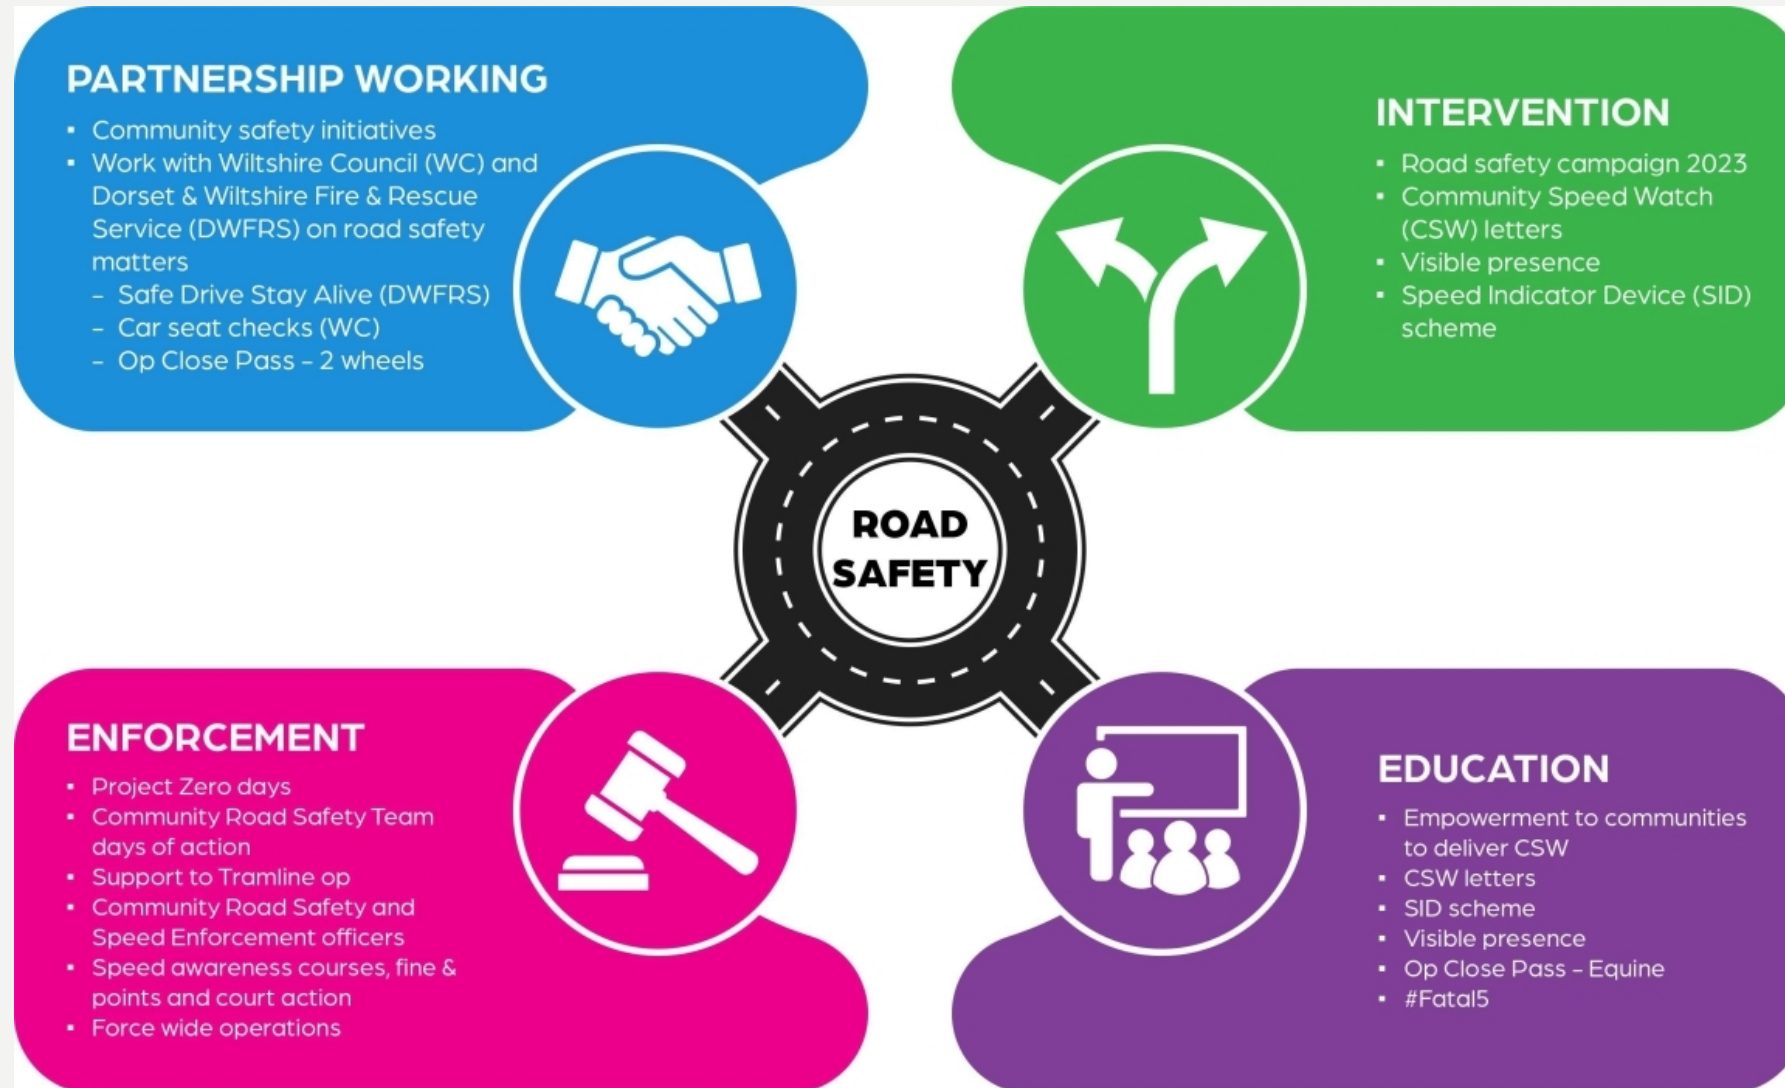 PARTNERSHIP WORKING
▪ Community safety initiatives
▪ Work with Wiltshire Council (WC) and
Dorset & Wiltshire Fire & Rescue
Service (DWFRS) on road safety
matters
– Safe Drive Stay Alive (DWFRS)
– Car seat checks (WC)
– Op Close Pass – 2 wheels
INTERVENTION
▪ Road safety campaign 2023
▪ Community Speed Watch
(CSW) letters
▪ Visible presence
▪ Speed Indicator Device (SID)
scheme
ROAD
SAFETY
ENFORCEMENT
▪ Project Zero days
▪ Community Road Safety Team
days of action
▪ Support to Tramline op
▪ Community Road Safety and
Speed Enforcement officers
▪ Speed awareness courses, fine &
points and court action
▪ Force wide operations
EDUCATION
▪ Empowerment to communities
to deliver CSW
▪ CSW letters
▪ SID scheme
▪ Visible presence
▪ Op Close Pass – Equine
▪ #Fatal5